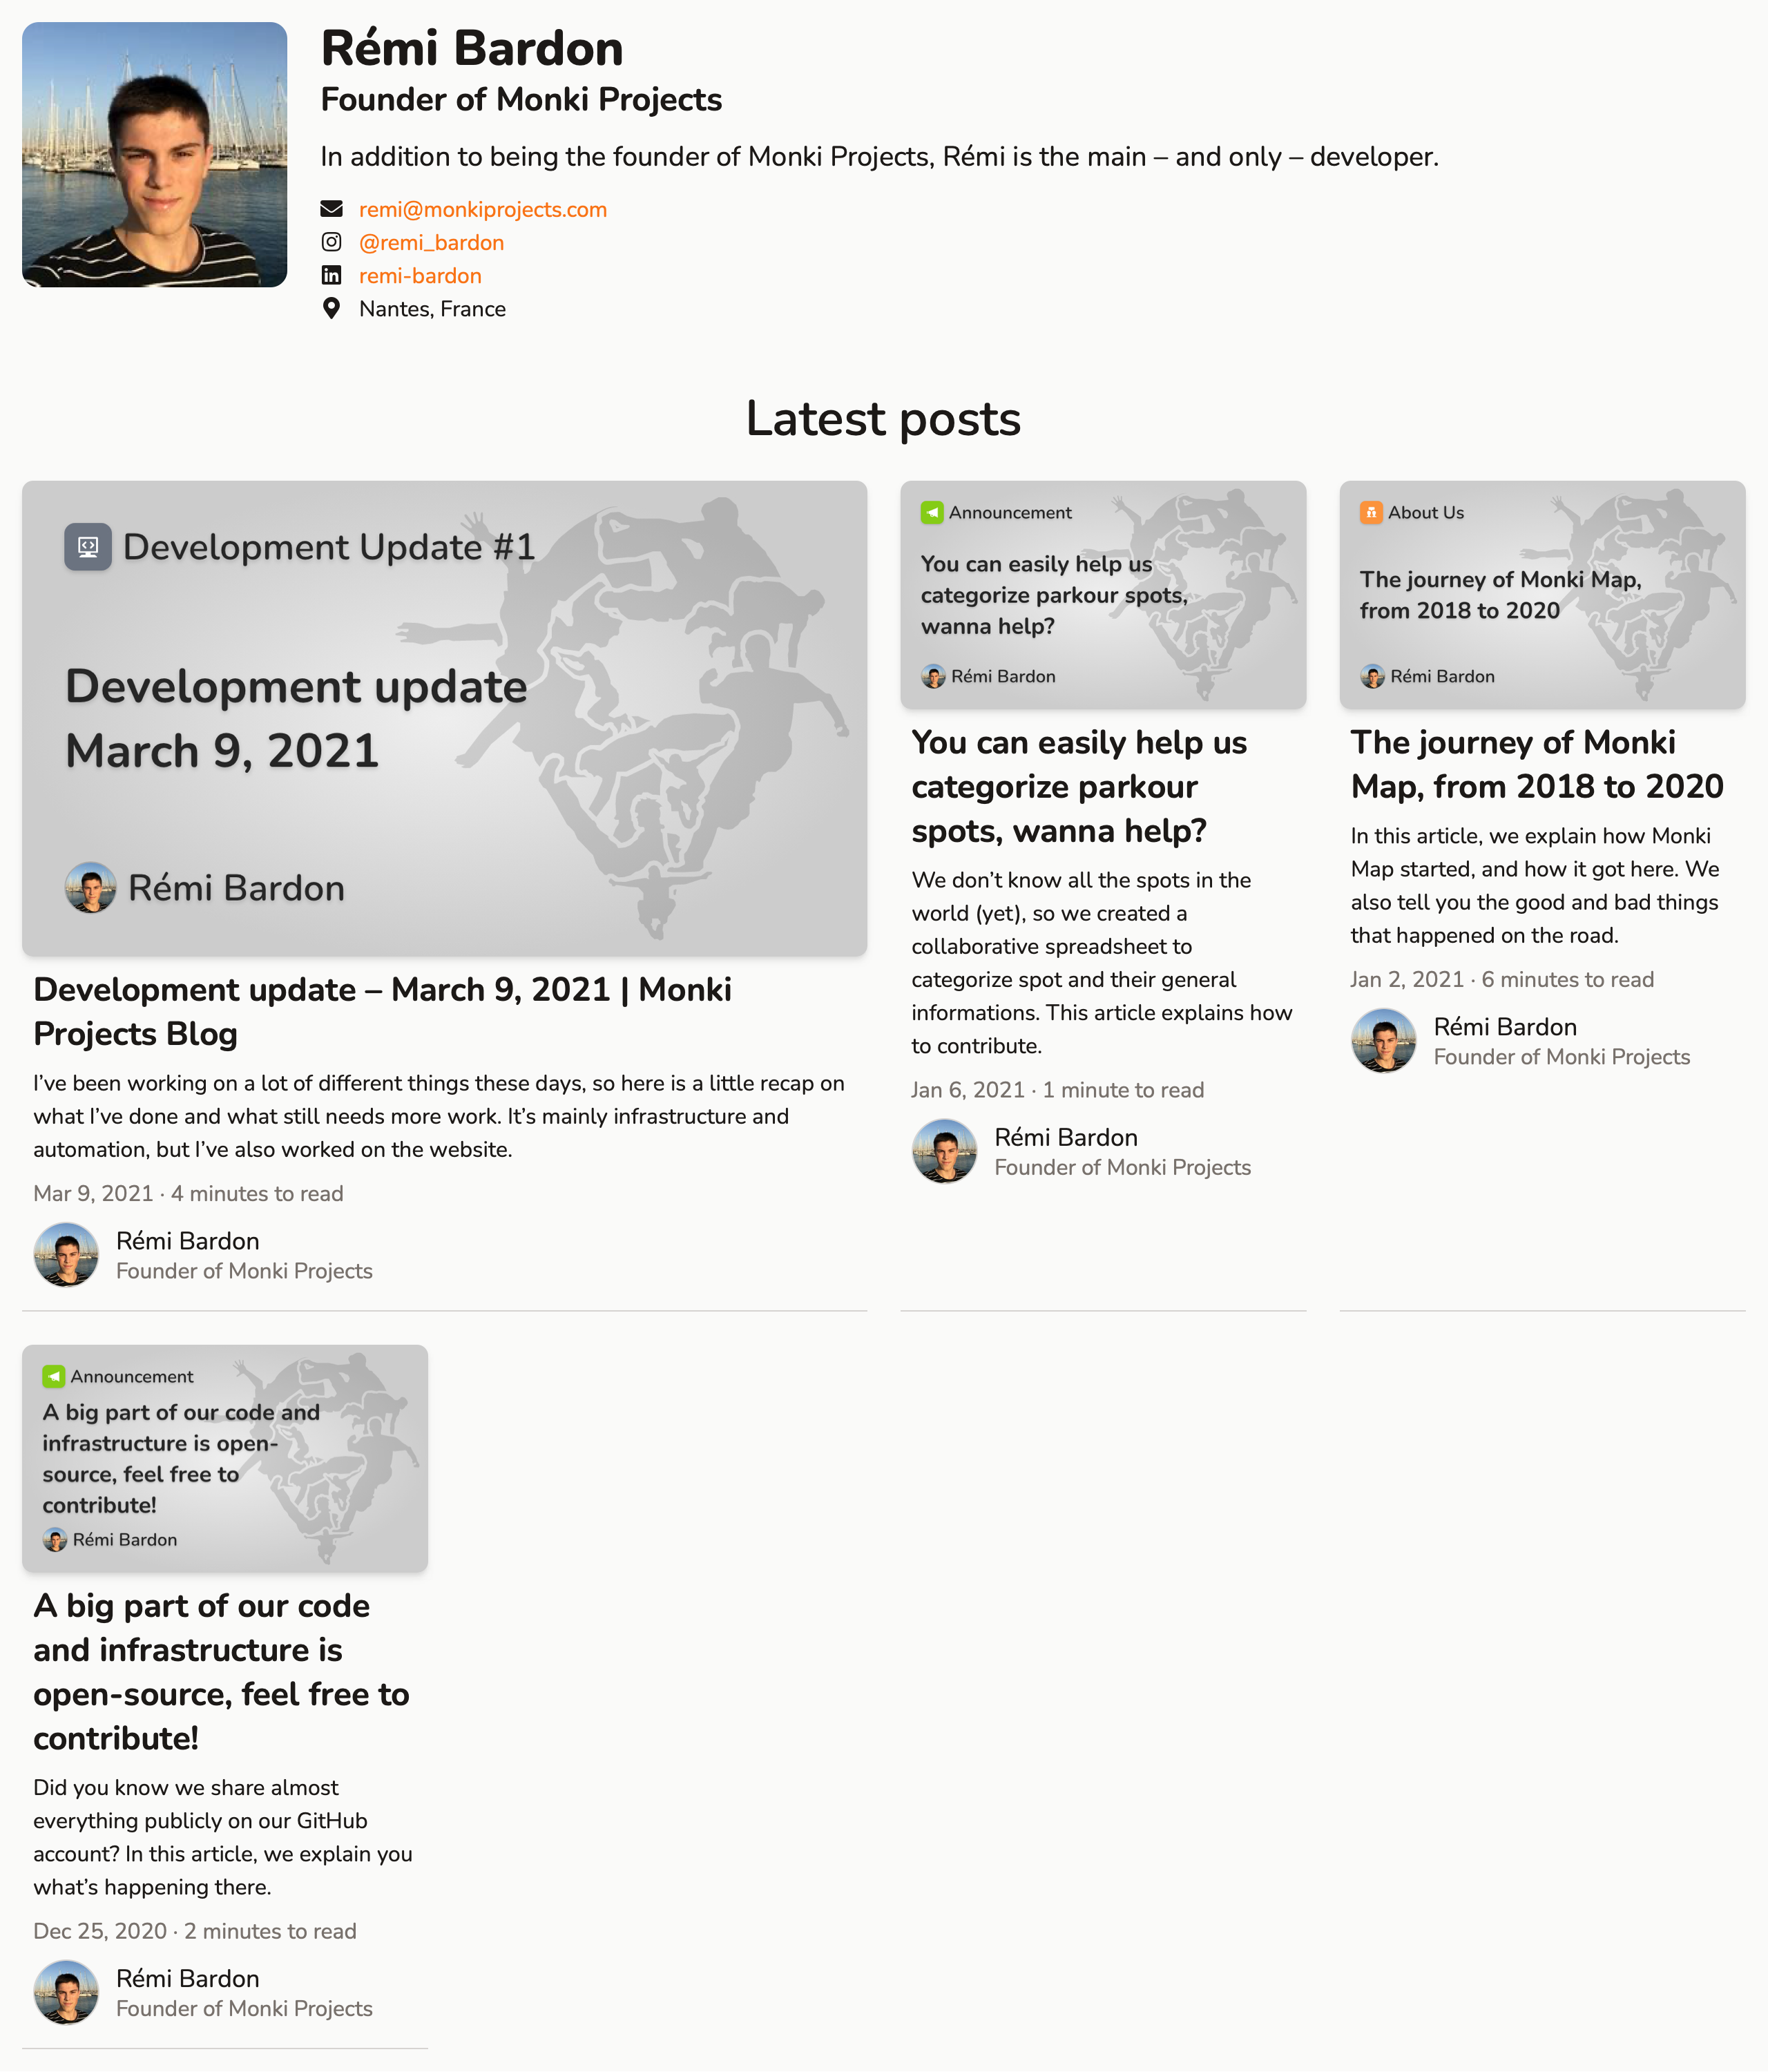 Rémi Bardon
Founder of Monki Projects
In addition to being the founder of Monki Projects, Rémi is the main – and only – developer.
remi@monkiprojects.com
@remi_bardon
remi-bardon
Nantes, France
Latest posts
Development Update #1
Development update
March 9, 2021
Rémi Bardon
Development update – March 9, 2021 | Monki
Projects Blog
I’ve been working on a lot of different things these days, so here is a little recap on
what I’ve done and what still needs more work. It’s mainly infrastructure and
automation, but I’ve also worked on the website.
Mar 9, 2021 · 4 minutes to read
Rémi Bardon
Founder of Monki Projects
Announcement
You can easily help us
categorize parkour spots,
wanna help?
Rémi Bardon
You can easily help us
categorize parkour
spots, wanna help?
We don’t know all the spots in the
world (yet), so we created a
collaborative spreadsheet to
categorize spot and their general
informations. This article explains how
to contribute.
Jan 6, 2021 · 1 minute to read
Rémi Bardon
Founder of Monki Projects
About Us
The journey of Monki Map,
from 2018 to 2020
Rémi Bardon
The journey of Monki
Map, from 2018 to 2020
In this article, we explain how Monki
Map started, and how it got here. We
also tell you the good and bad things
that happened on the road.
Jan 2, 2021 · 6 minutes to read
Rémi Bardon
Founder of Monki Projects
Announcement
A big part of our code and
infrastructure is open-
source, feel free to
contribute!
Rémi Bardon
A big part of our code
and infrastructure is
open-source, feel free to
contribute!
Did you know we share almost
everything publicly on our GitHub
account? In this article, we explain you
what’s happening there.
Dec 25, 2020 · 2 minutes to read
Rémi Bardon
Founder of Monki Projects